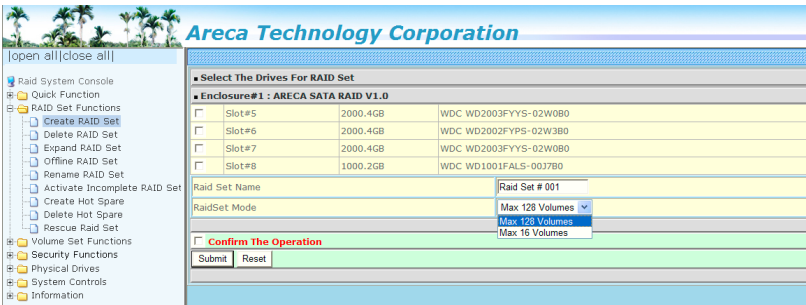 Areca Technology Corporation
|open all|close all|
Raid System Console
Quick Function
RAID Set Functions
Create RAID Set
Delete RAID Set
Expand RAID Set
Offline RAID Set
Rename RAID Set
Activate Incomplete RAID Set
Create Hot Spare
Delete Hot Spare
Rescue Raid Set
Volume Set Functions
Security Functions
Physical Drives
System Controls
Information
Select The Drives For RAID Set
Enclosure#1 : ARECA SATA RAID V1.0
Slot#5 2000.4GB WDC WD2003FYYS-02W0B0
Slot#6 2000.4GB WDC WD2002FYPS-02W3B0
Slot#7 2000.4GB WDC WD2003FYYS-02W0B0
Slot#8 1000.2GB WDC WD1001FALS-00J7B0
Raid Set Name Raid Set # 001
RaidSet Mode Max 128 Volumes
Max 128 Volumes
Max 16 Volumes
Confirm The Operation
Submit Reset